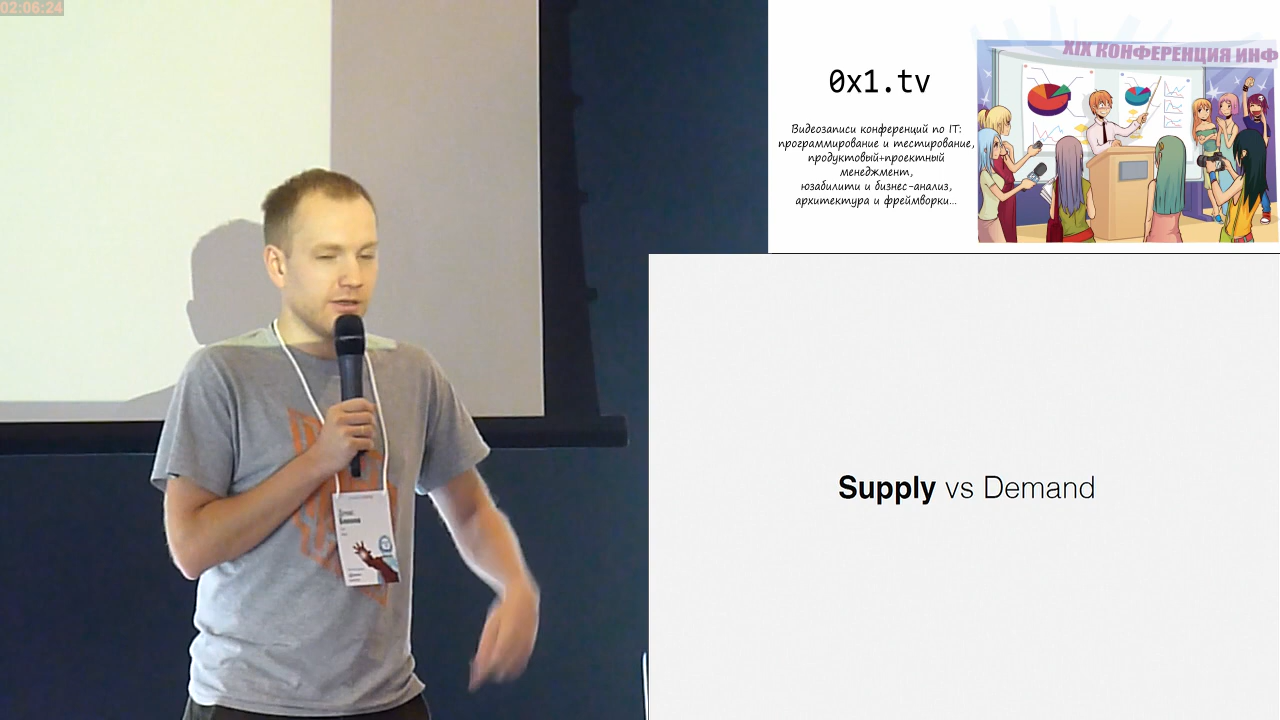 02:06:24
0x1.tv
XIX КОНФЕРЕНЦИЯ ИНФ
Видеозаписи конференций по IT:
программирование и тестирование,
продуктовый+проектный
менеджмент,
юзабилити и бизнес-анализ,
архитектура и фреймворки...
Supply vs Demand